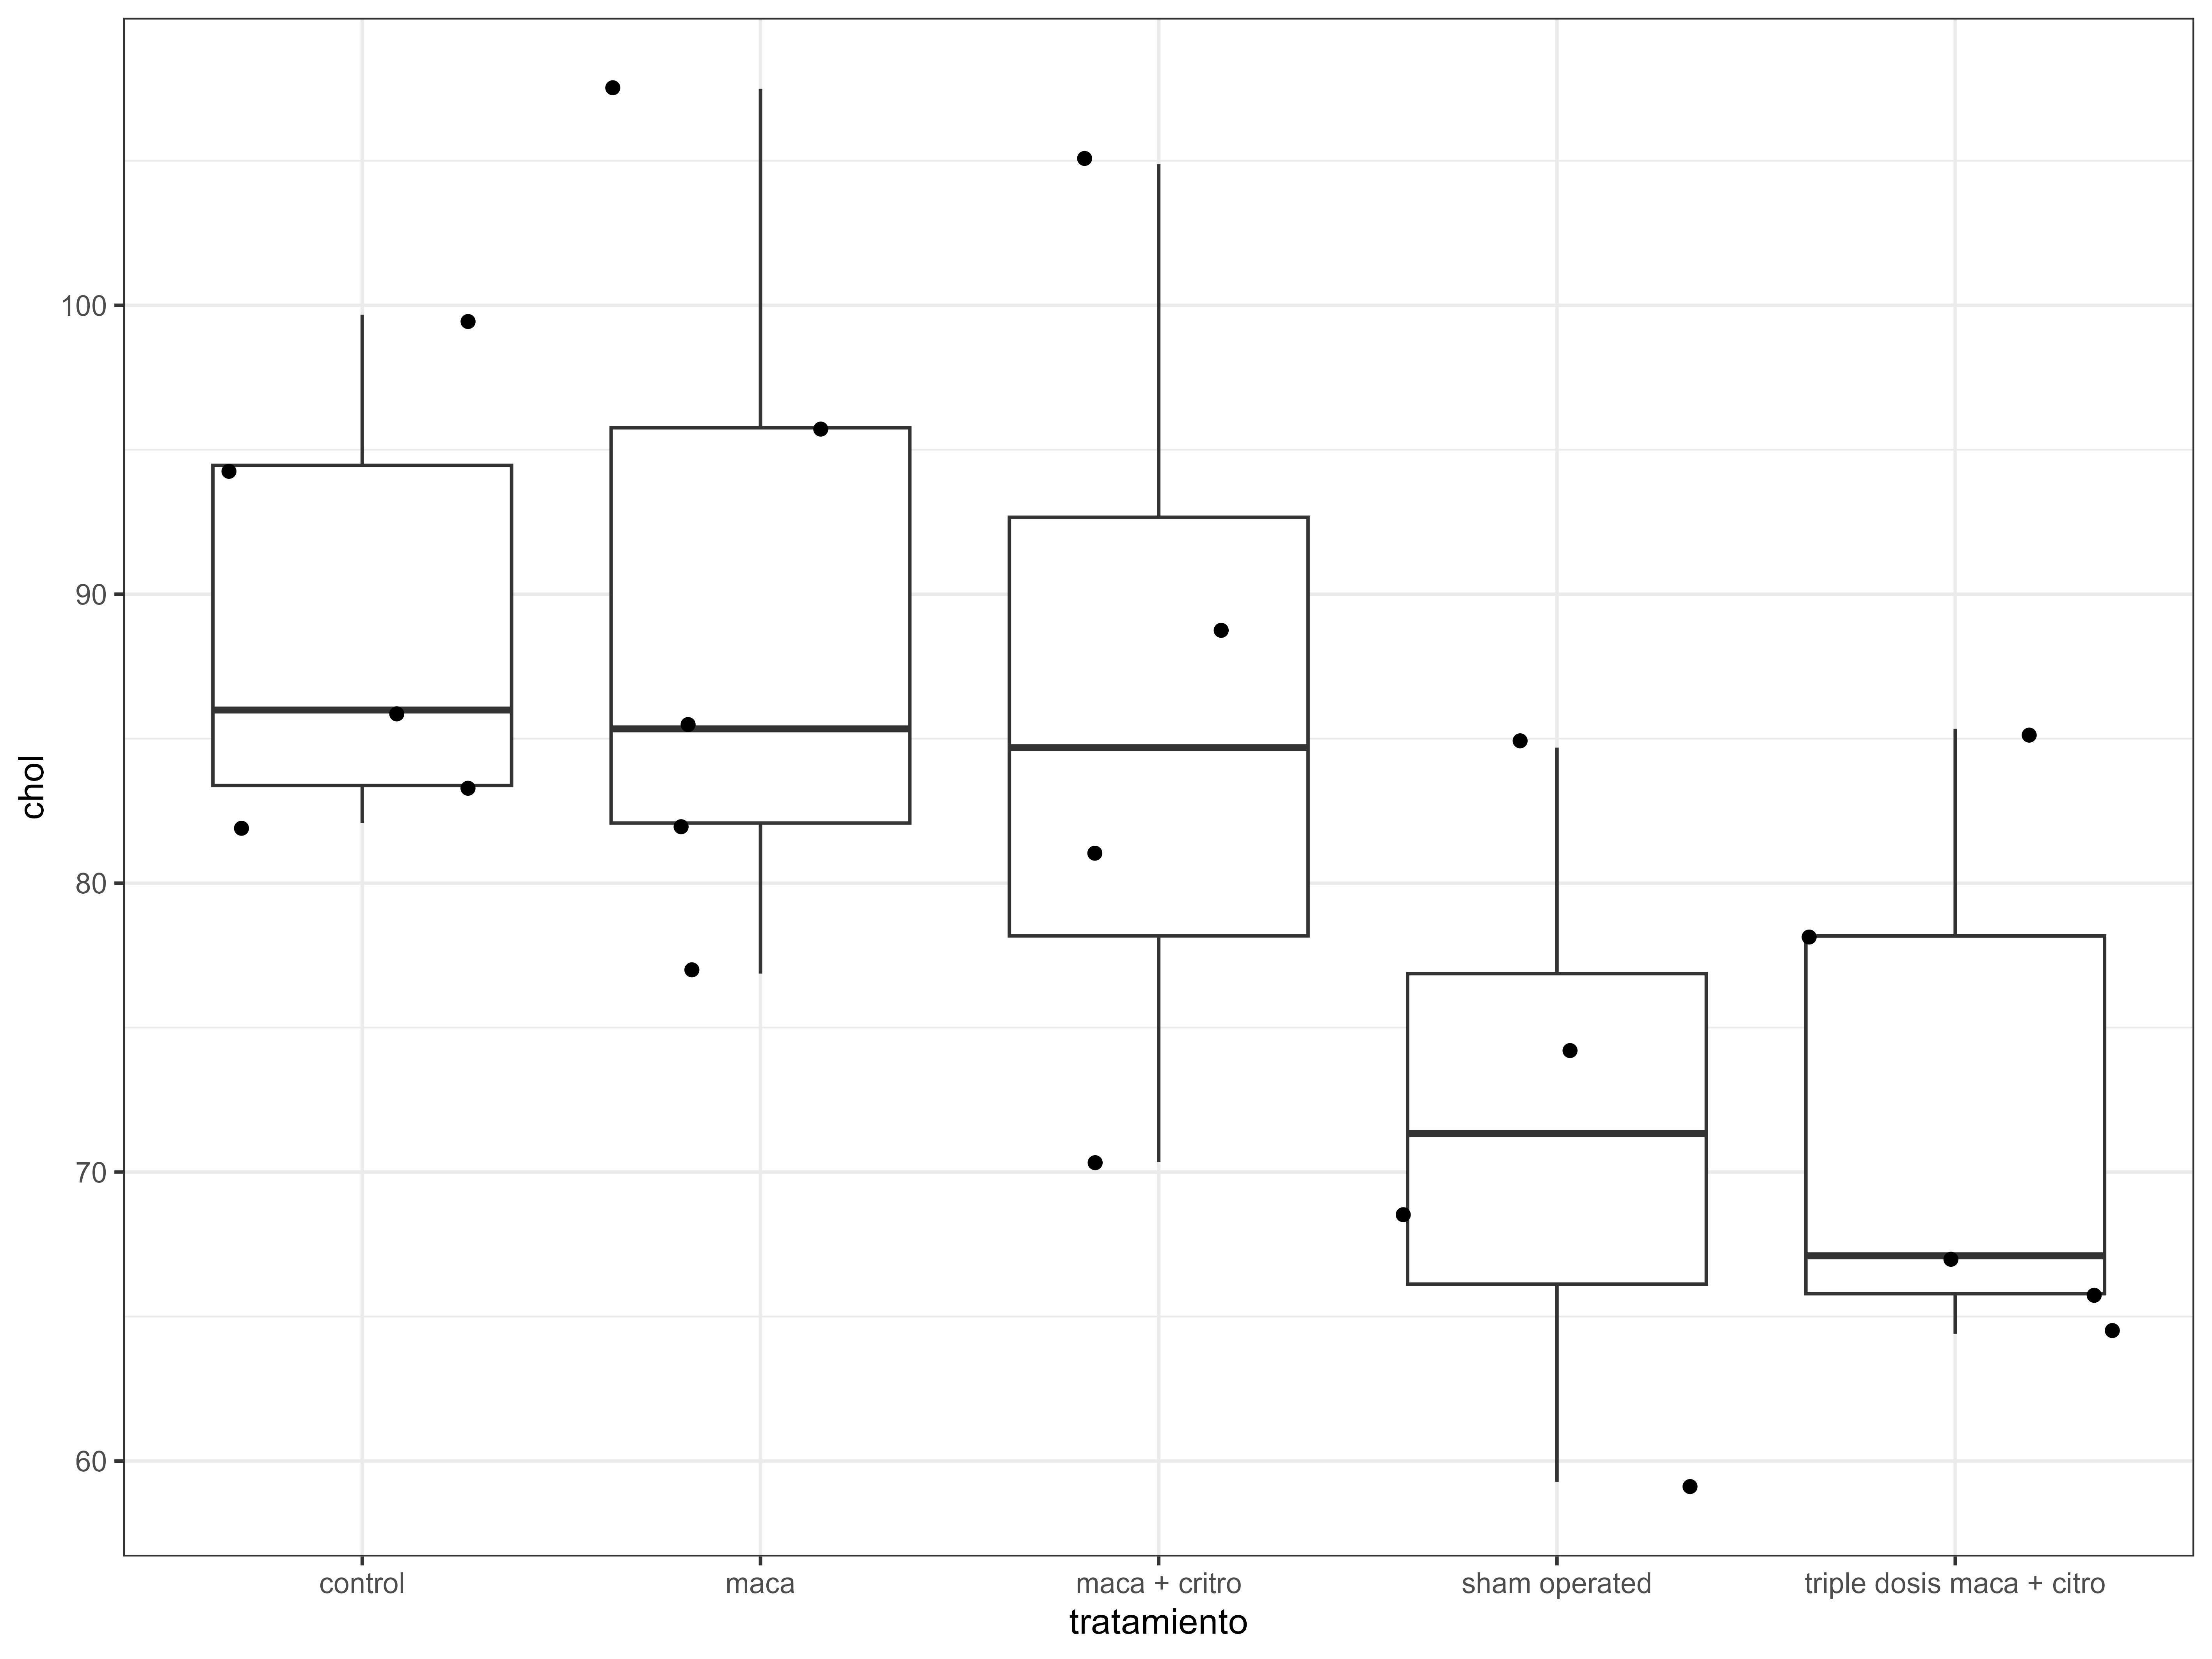 chol
100
90
80
70
60
control maca maca + critro sham operated triple dosis maca + citro
tratamiento